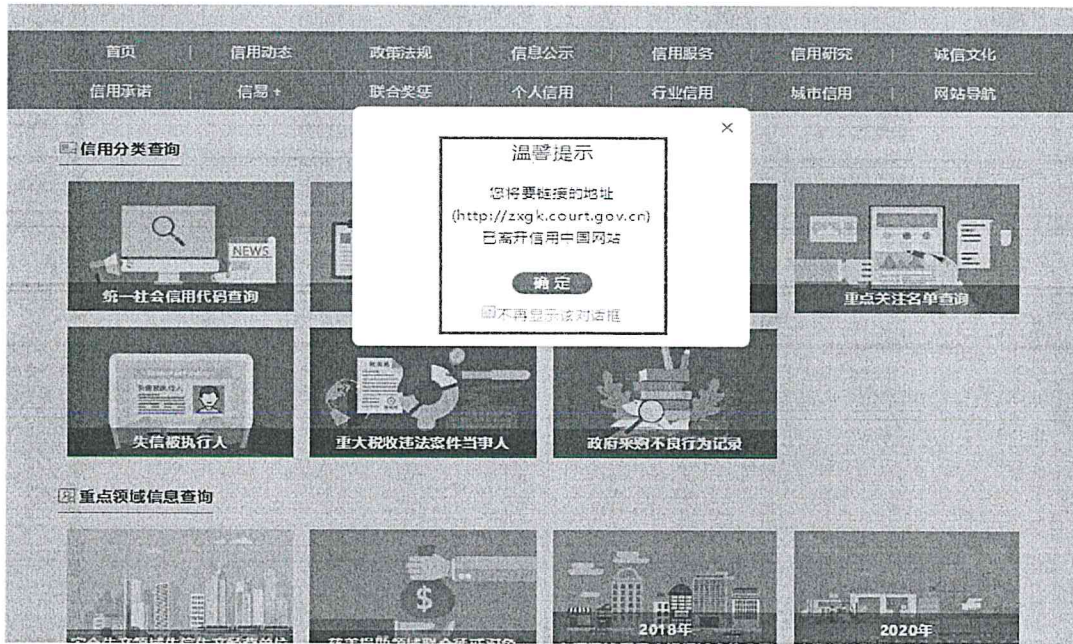 首页 信用动态 政策法规 信息公示 信用服务 信用研究 诚信文化
信用承诺 信易+ 联合奖惩 个人信用 行业信用 城市信用 网站导航
信用分类查询
温馨提示
您将要链接的地址
(http://zxgk.court.gov.cn)
已离开信用中国网站
确定
不再显示该对话框
NEWS
统一社会信用代码查询
重点关注名单查询
失信被执行人
重大税收违法案件当事人
政府采购不良行为记录
重点领域信息查询
$
2018年
2020年